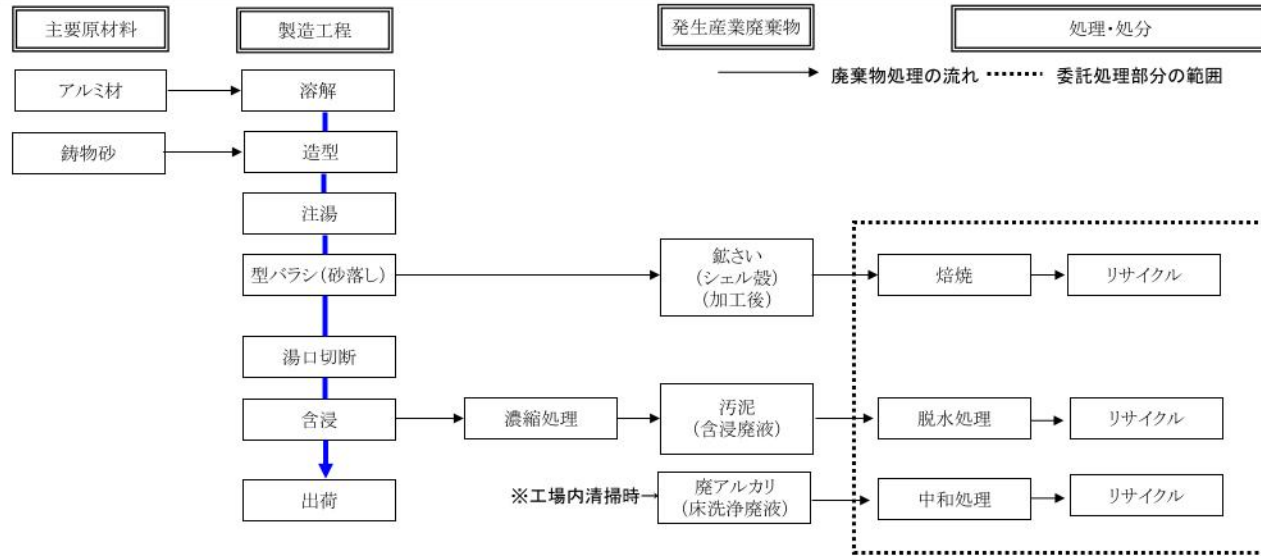 主要原材料
製造工程
発生産業廃棄物
処理・処分
廃棄物処理の流れ
委託処理部分の範囲
アルミ材
溶解
鋳物砂
造型
注湯
型バラシ(砂落し)
鉱さい
(シェル殻)
(加工後)
焙焼
リサイクル
湯口切断
含浸
濃縮処理
汚泥
(含浸廃液)
脱水処理
リサイクル
出荷
※工場内清掃時→
廃アルカリ
(床洗浄廃液)
中和処理
リサイクル